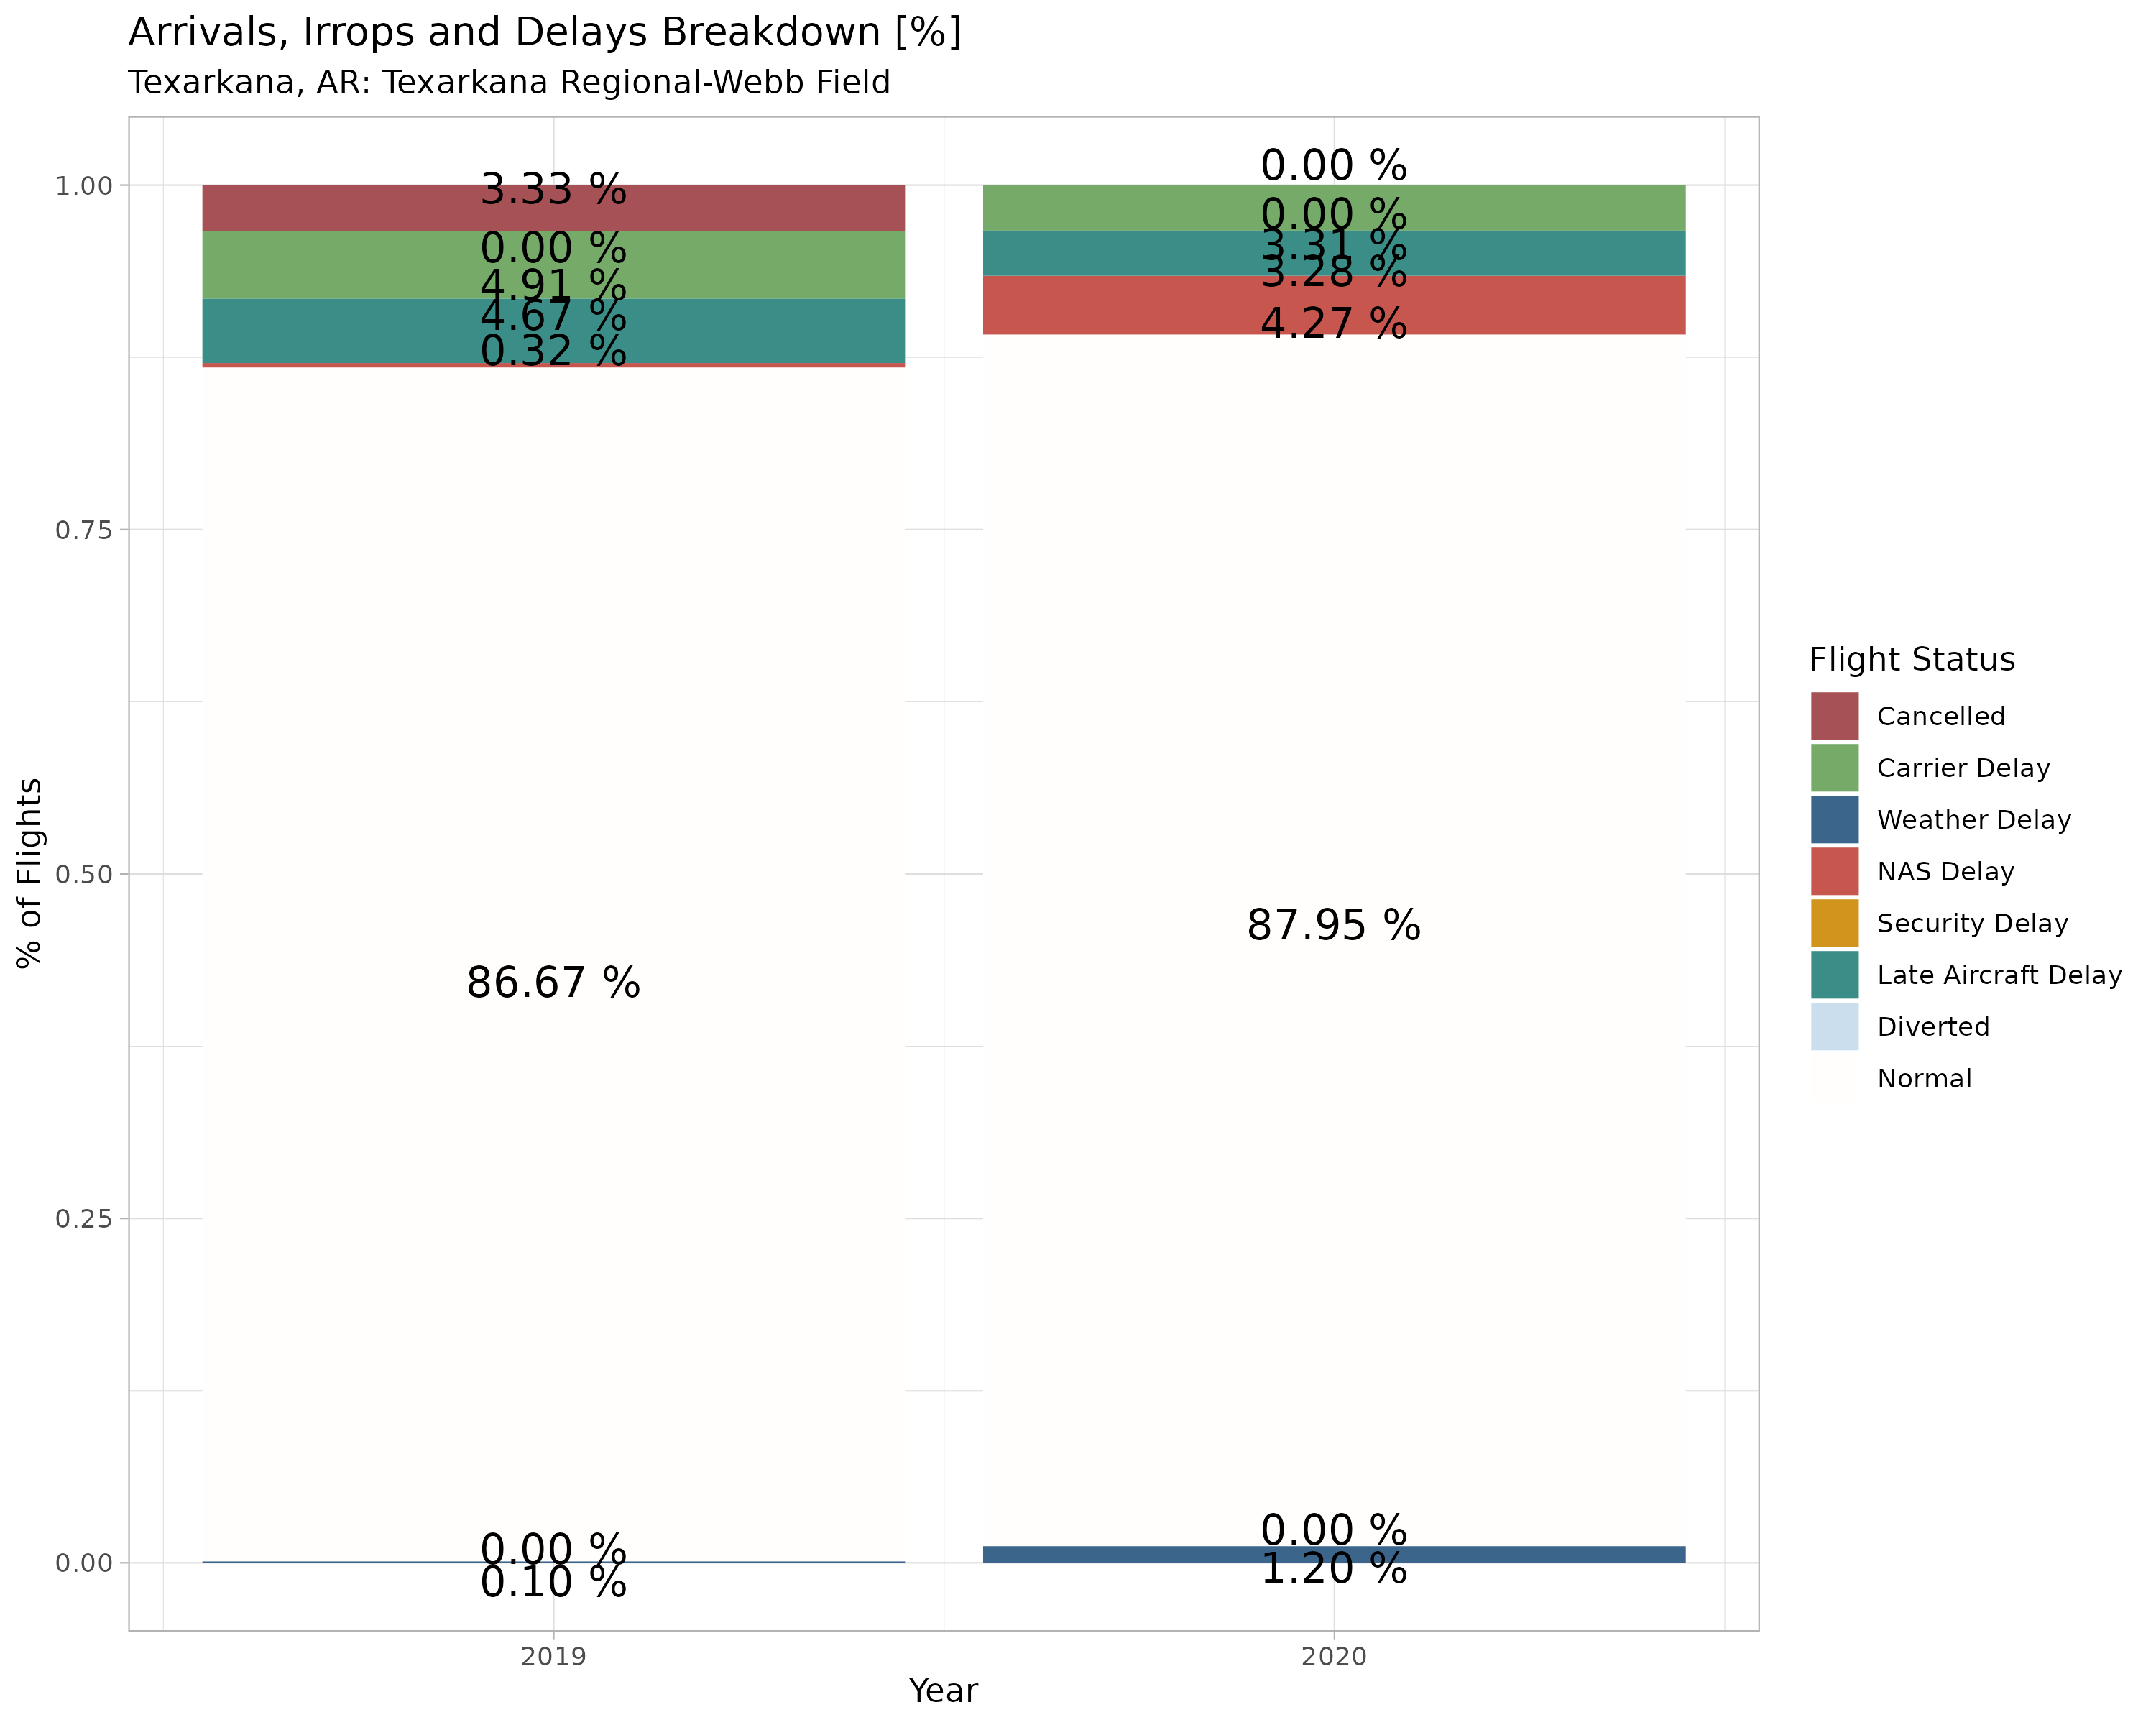 Arrivals, Irrops and Delays Breakdown [%]
Texarkana, AR: Texarkana Regional-Webb Field
% of Flights
1.00
0.75
0.50
0.25
0.00
3.33 %
0.00 %
4.91 %
4.67 %
0.32 %
86.67 %
0.00 %
0.10 %
0.00 %
0.00 %
3.31 %
3.28 %
4.27 %
87.95 %
0.00 %
1.20 %
2019
2020
Year
Flight Status
Cancelled
Carrier Delay
Weather Delay
NAS Delay
Security Delay
Late Aircraft Delay
Diverted
Normal